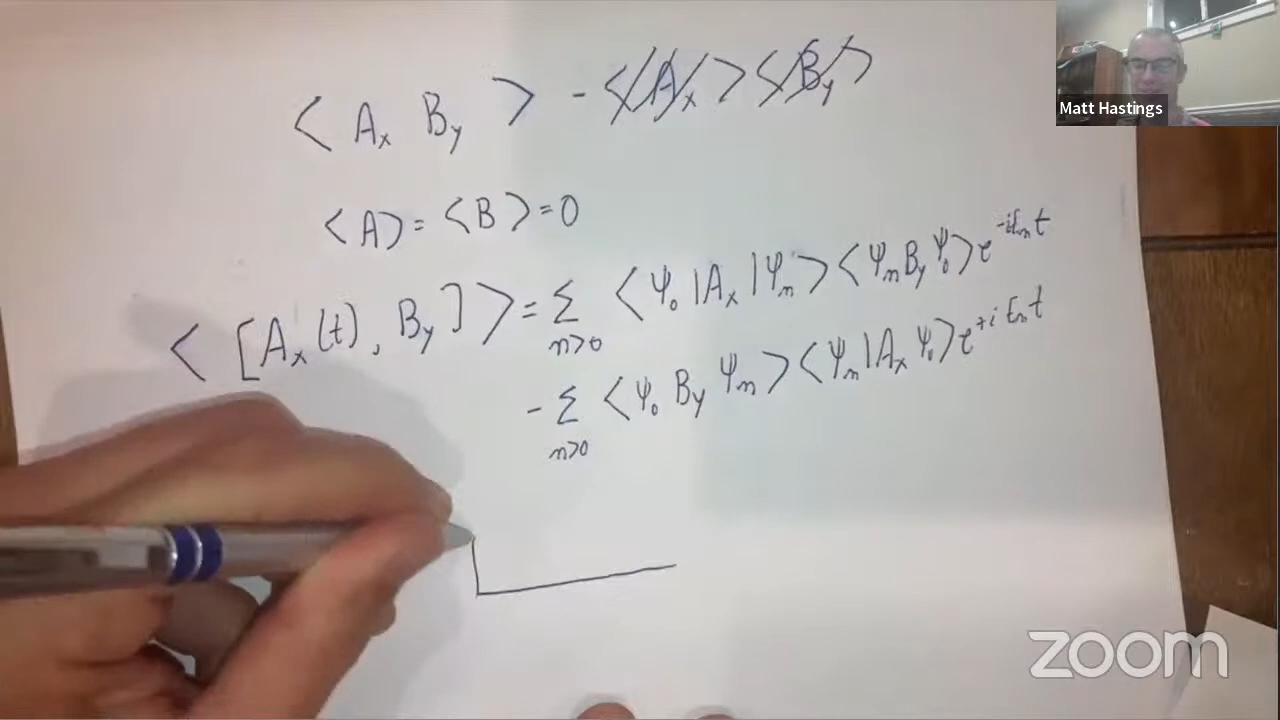 ⟨ A_x B_y ⟩ - ⟨A_x⟩⟨B_y⟩
Matt Hastings
⟨A⟩ = ⟨B⟩ = 0
⟨ [A_x(t), B_y] ⟩ = Σ_{n>0} ⟨Ψ_0|A_x|Ψ_n⟩⟨Ψ_n B_y Ψ_0⟩ e^{-iE_n t}
- Σ_{n>0} ⟨Ψ_0 B_y Ψ_n⟩⟨Ψ_n|A_x Ψ_0⟩ e^{+iE_n t}
zoom